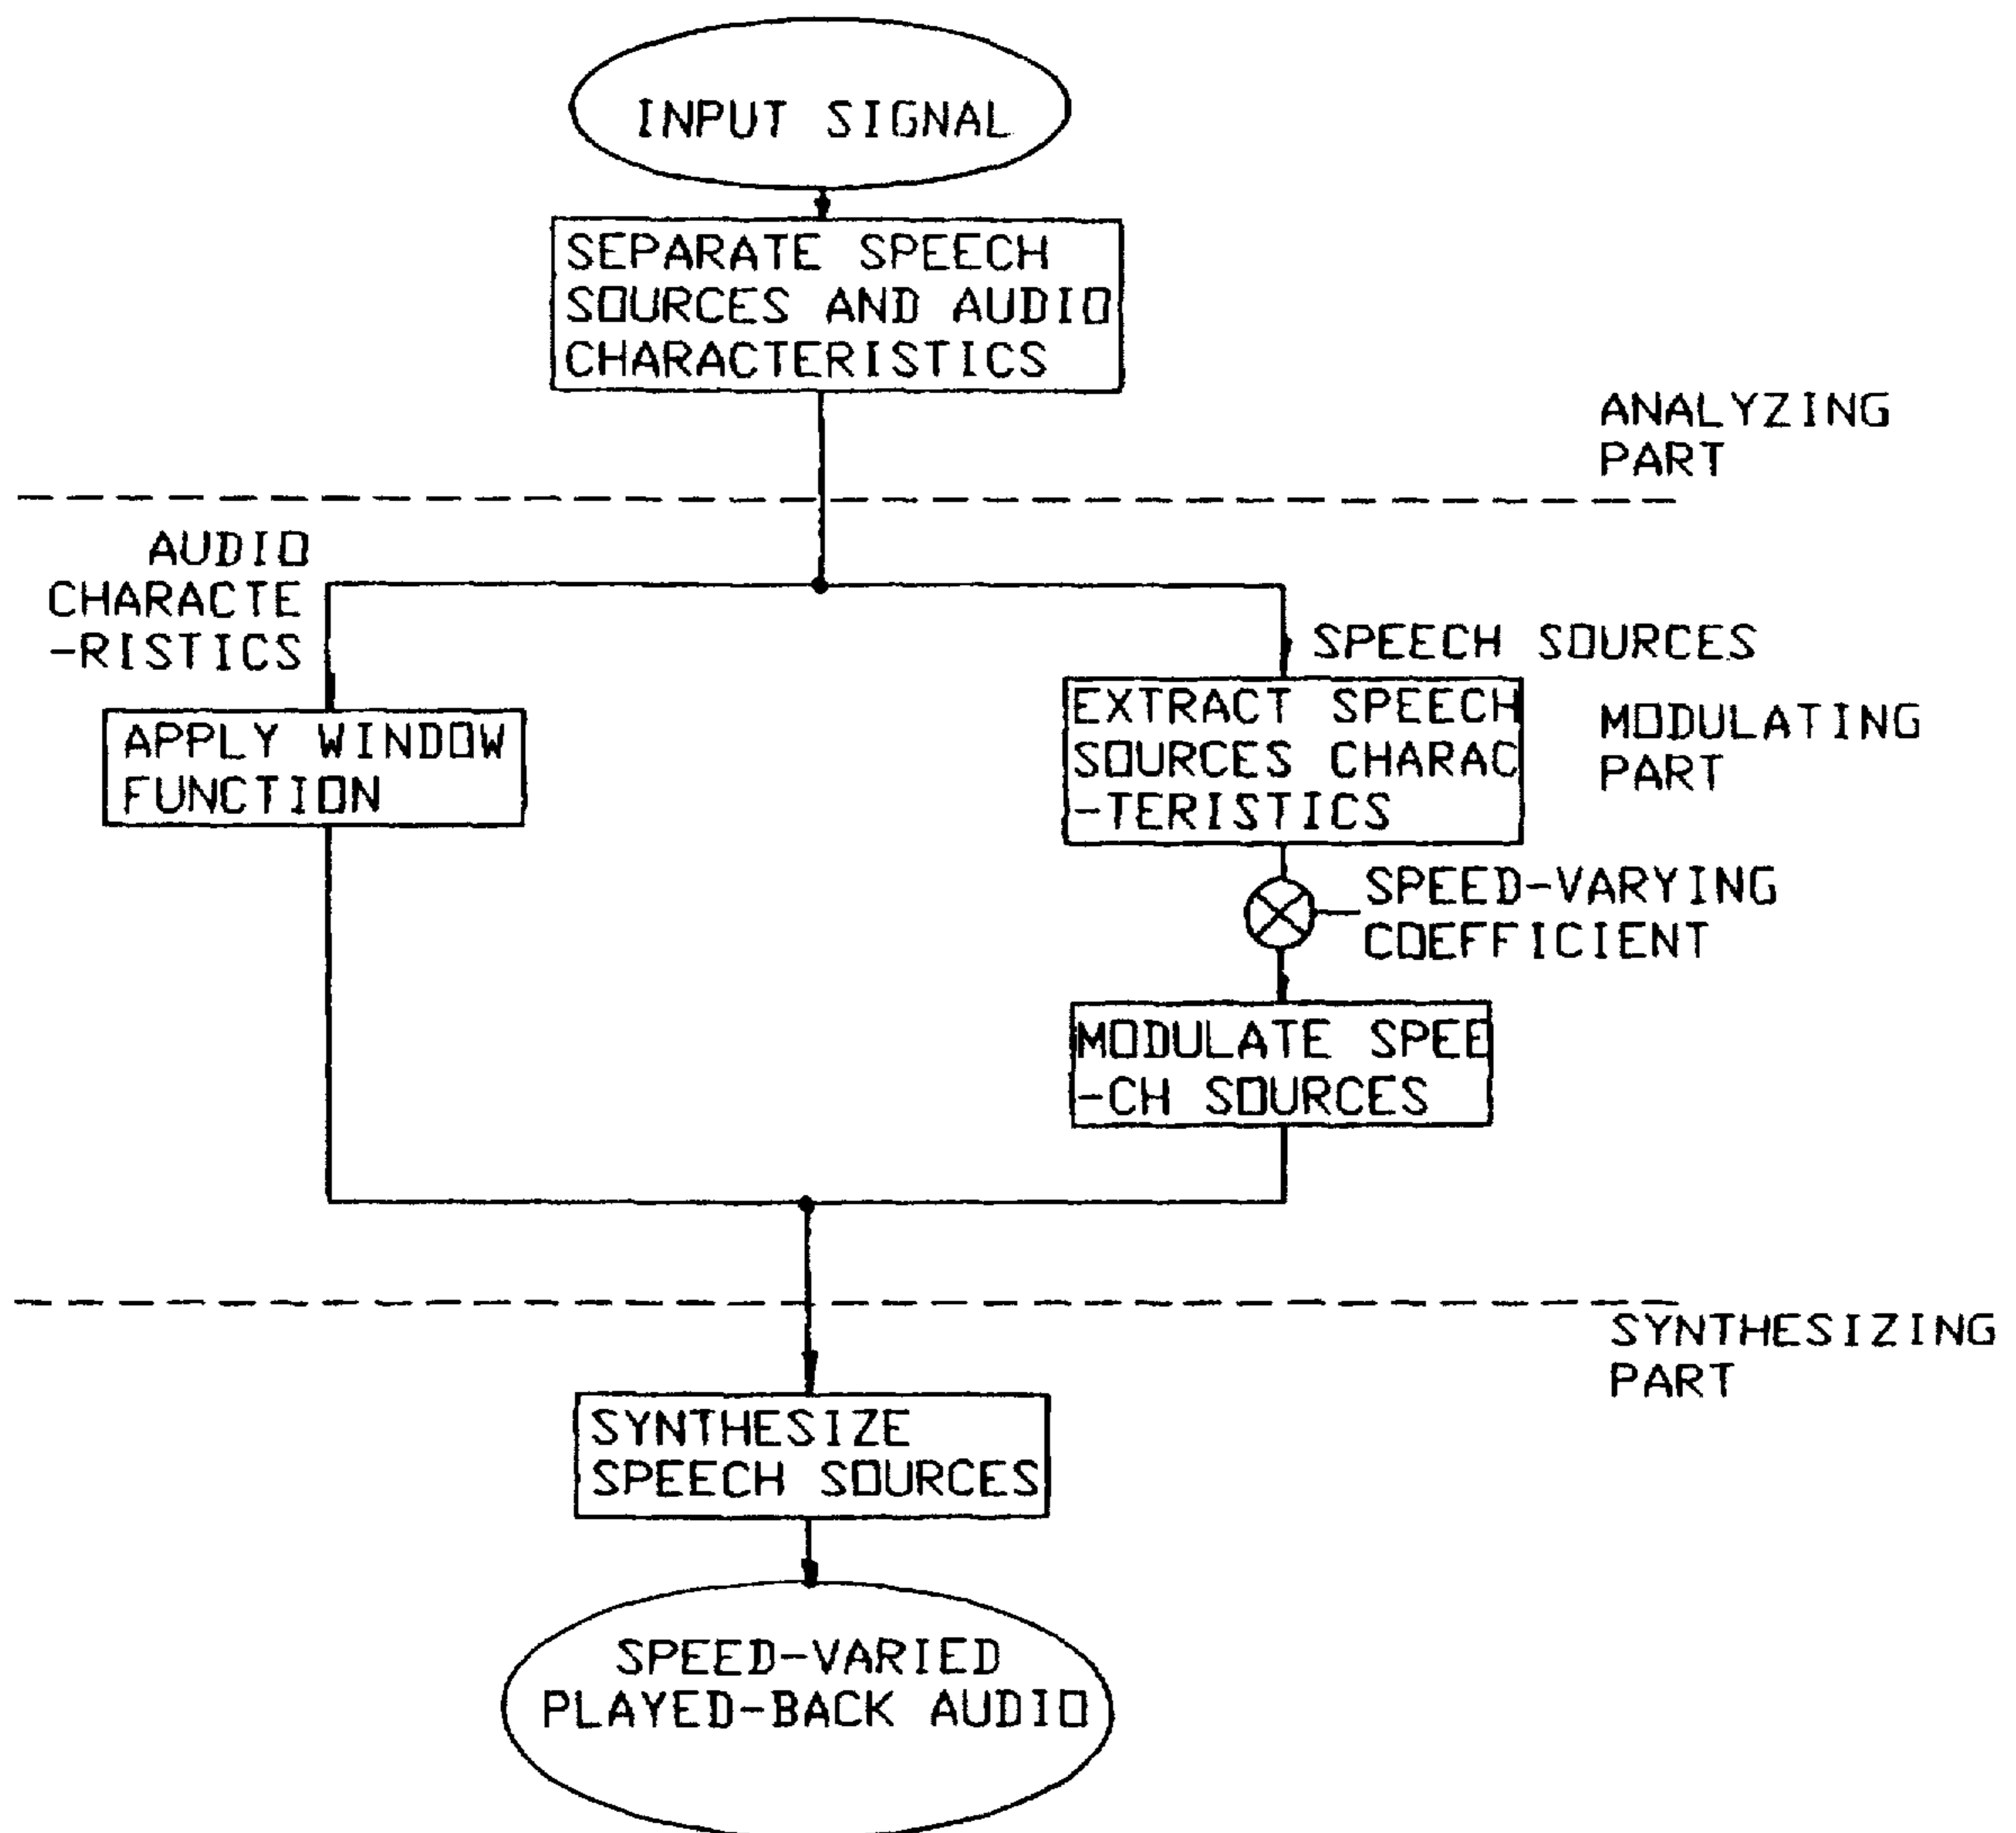 INPUT SIGNAL
SEPARATE SPEECH
SOURCES AND AUDIO
CHARACTERISTICS
ANALYZING
PART
AUDIO
CHARACTE
-RISTICS
SPEECH SOURCES
APPLY WINDOW
FUNCTION
EXTRACT SPEECH
SOURCES CHARAC
-TERISTICS
MODULATING
PART
SPEED-VARYING
COEFFICIENT
MODULATE SPEE
-CH SOURCES
SYNTHESIZING
PART
SYNTHESIZE
SPEECH SOURCES
SPEED-VARIED
PLAYED-BACK AUDIO